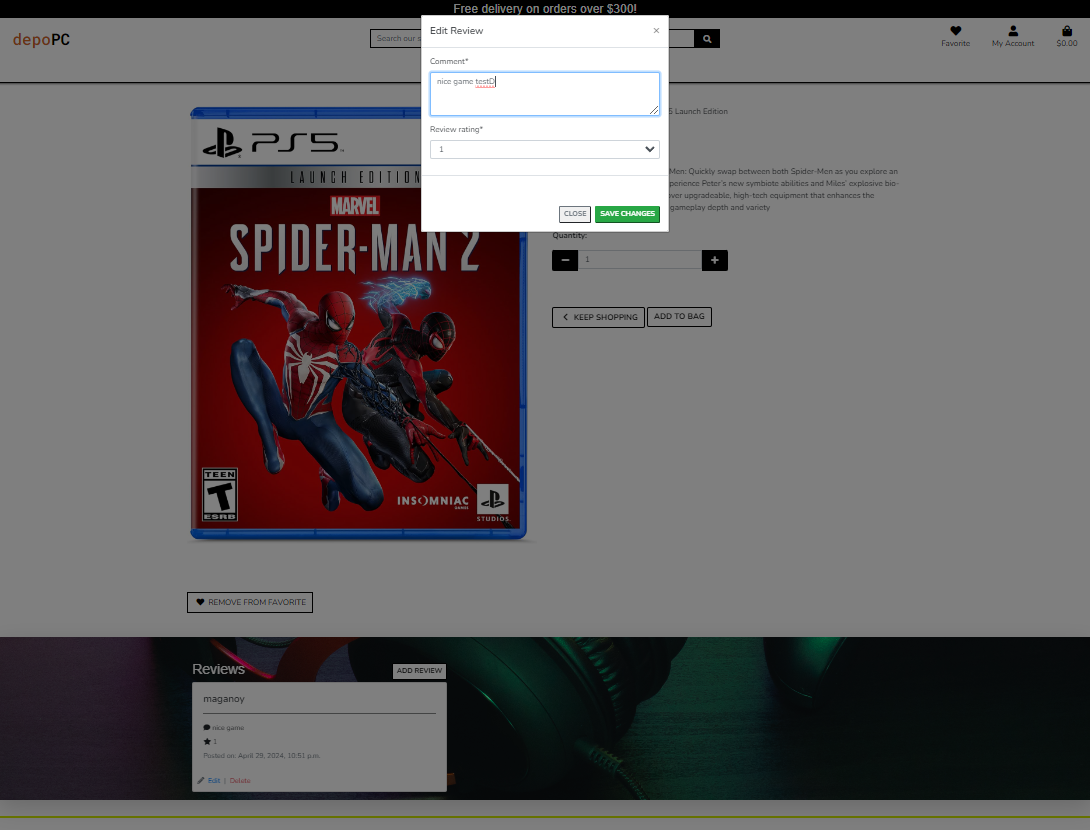 Free delivery on orders over $300!
depoPC
Search our s
Favorite
My Account
$0.00
Edit Review
×
Comment*
nice game testD
Review rating*
1
CLOSE
SAVE CHANGES
5 Launch Edition
Men: Quickly swap between both Spider-Men as you explore an
perience Peter's new symbiote abilities and Miles' explosive bio-
ver upgradeable, high-tech equipment that enhances the
gameplay depth and variety
Quantity:
1
KEEP SHOPPING
ADD TO BAG
PS5
LAUNCH EDITION
MARVEL
SPIDER-MAN 2
TEEN
T
ESRB
INSOMNIAC
GAMES
STUDIOS
REMOVE FROM FAVORITE
Reviews
ADD REVIEW
maganoy
nice game
1
Posted on: April 29, 2024, 10:51 p.m.
Edit | Delete